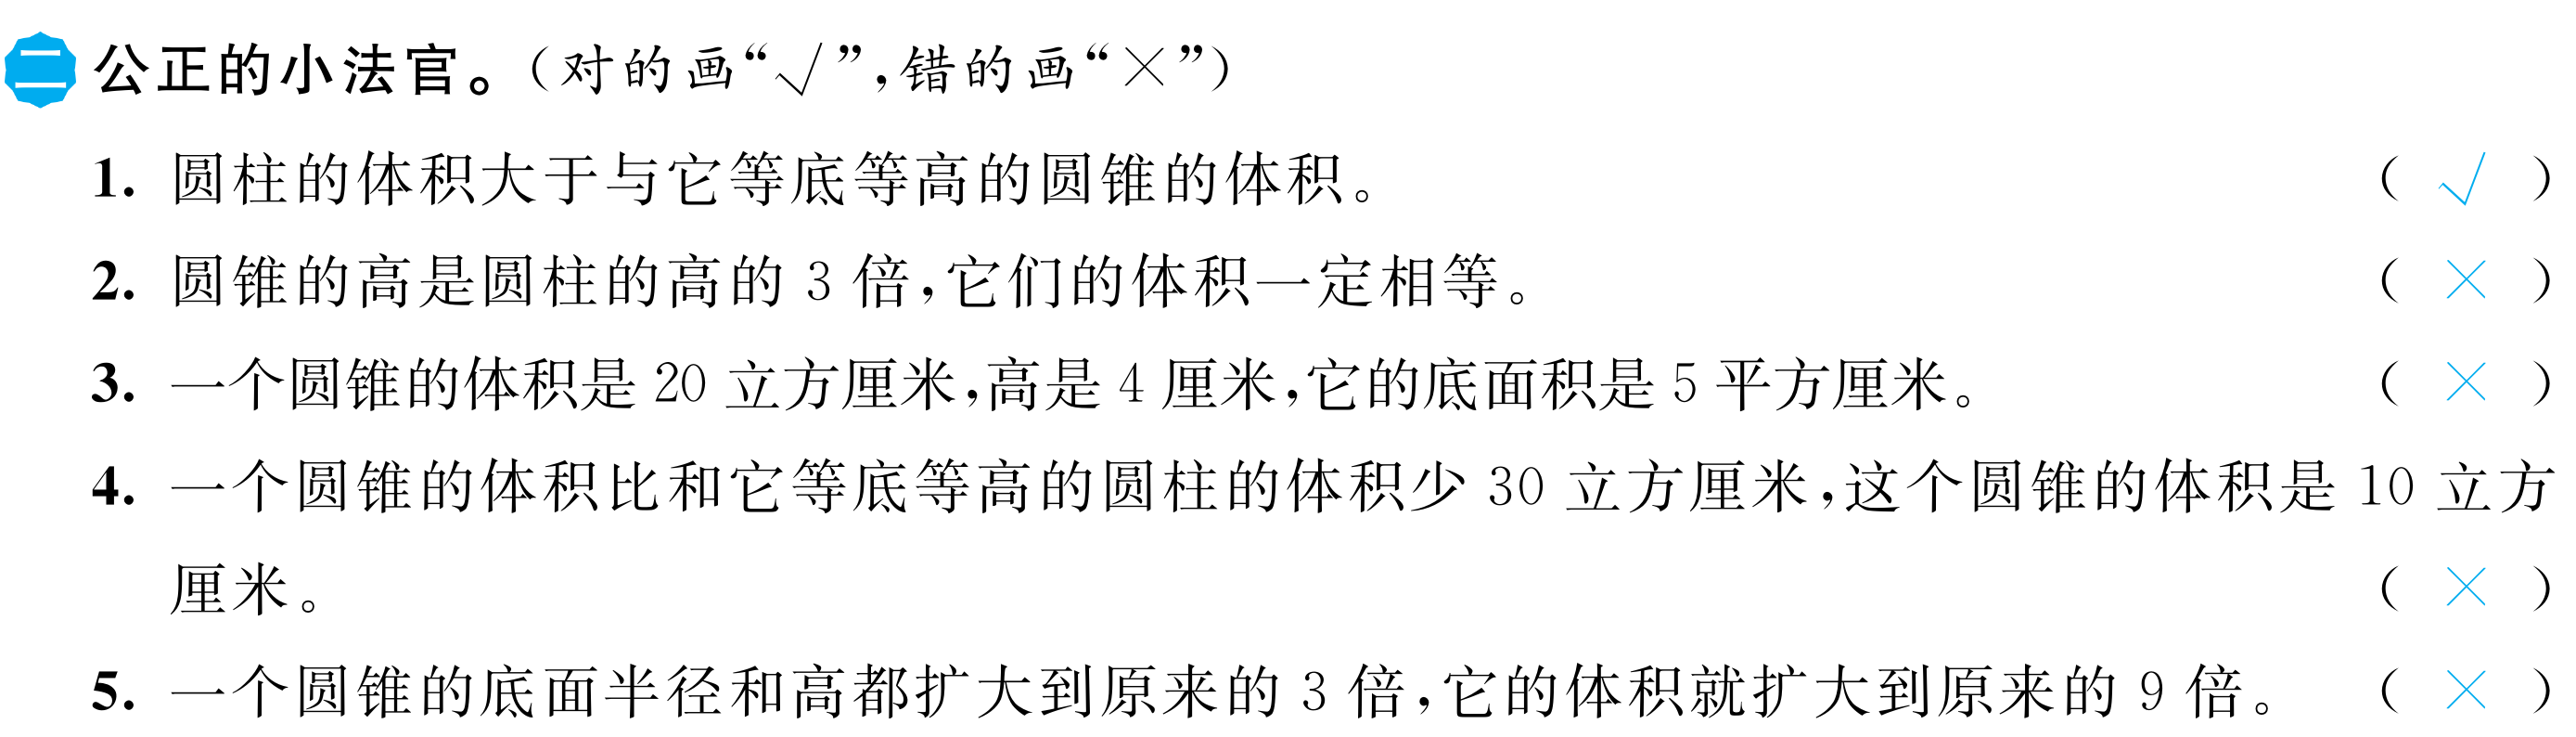 二 公正的小法官。(对的画“√”,错的画“×”)
1. 圆柱的体积大于与它等底等高的圆锥的体积。 ( √ )
2. 圆锥的高是圆柱的高的 3 倍,它们的体积一定相等。 ( × )
3. 一个圆锥的体积是 20 立方厘米,高是 4 厘米,它的底面积是 5 平方厘米。 ( × )
4. 一个圆锥的体积比和它等底等高的圆柱的体积少 30 立方厘米,这个圆锥的体积是 10 立方
厘米。 ( × )
5. 一个圆锥的底面半径和高都扩大到原来的 3 倍,它的体积就扩大到原来的 9 倍。 ( × )